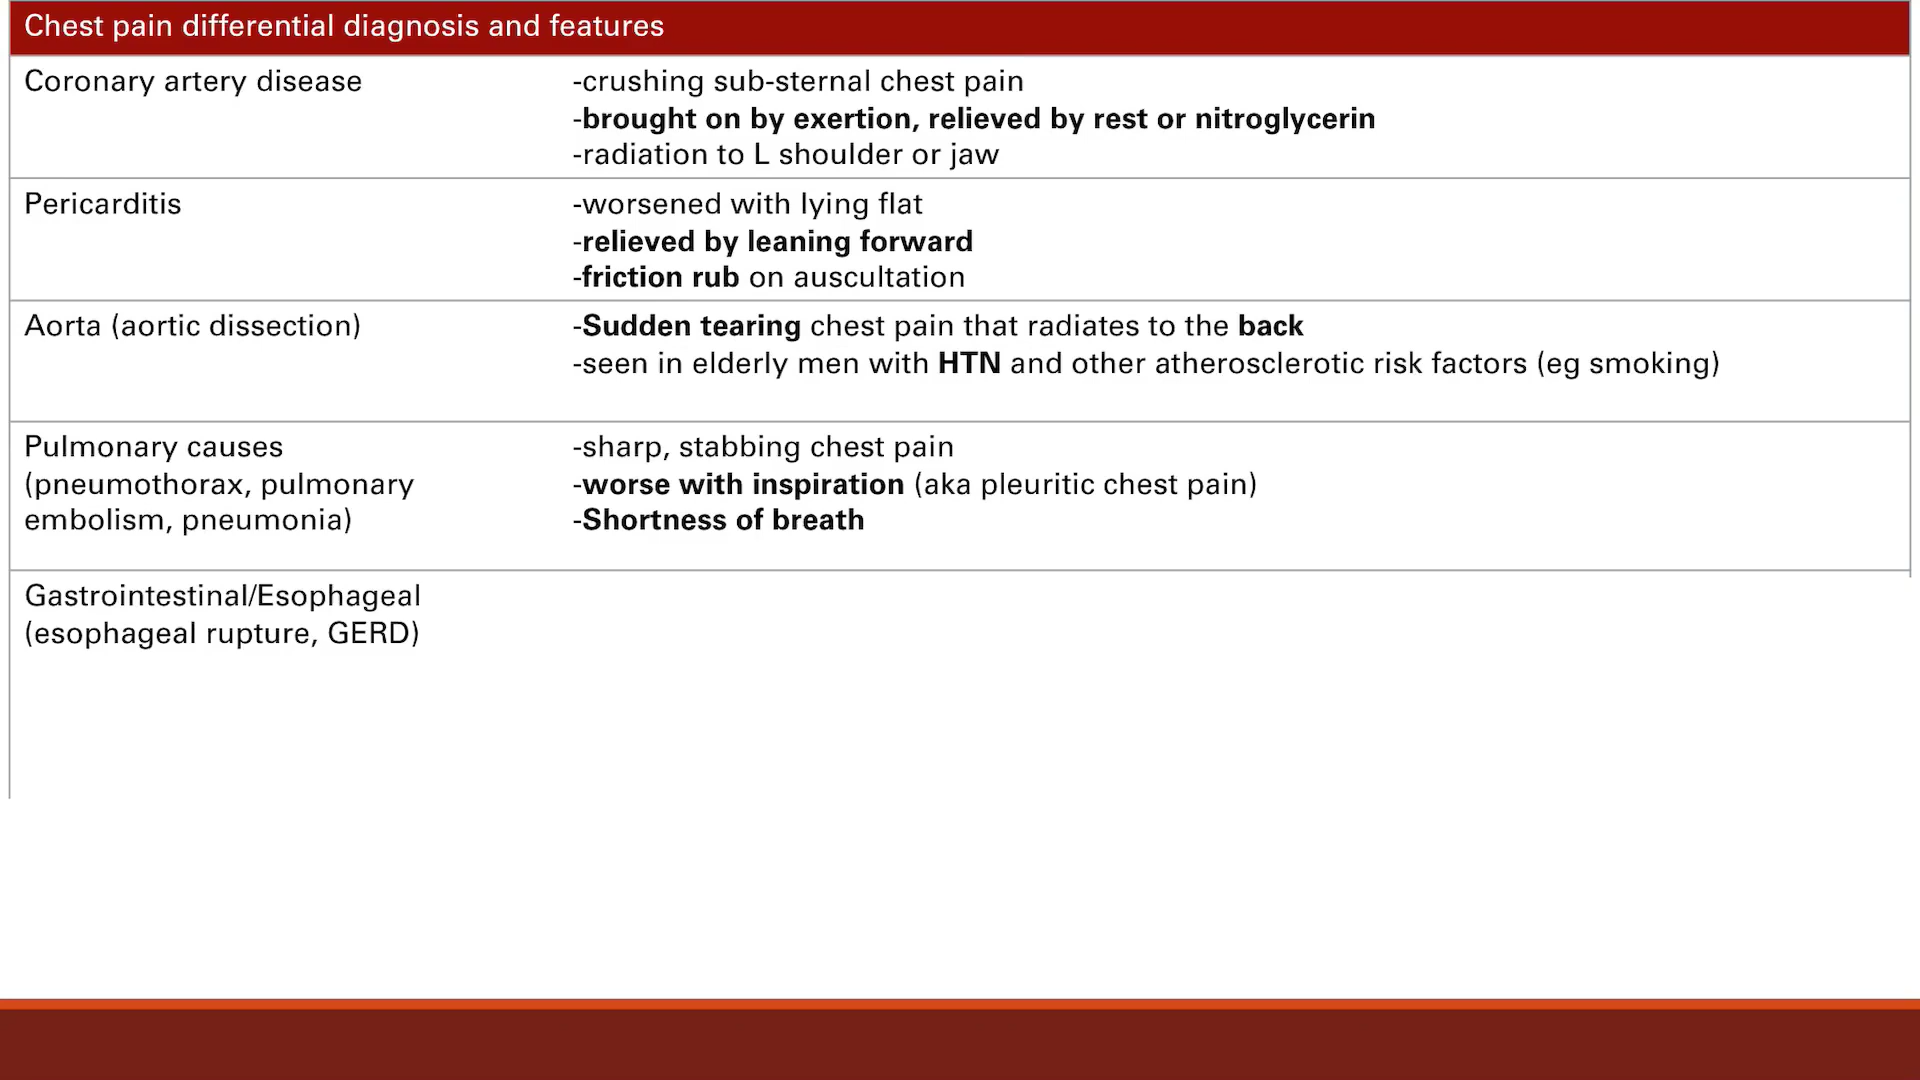 Chest pain differential diagnosis and features
Coronary artery disease
-crushing sub-sternal chest pain
-brought on by exertion, relieved by rest or nitroglycerin
-radiation to L shoulder or jaw
Pericarditis
-worsened with lying flat
-relieved by leaning forward
-friction rub on auscultation
Aorta (aortic dissection)
-Sudden tearing chest pain that radiates to the back
-seen in elderly men with HTN and other atherosclerotic risk factors (eg smoking)
Pulmonary causes
(pneumothorax, pulmonary
embolism, pneumonia)
-sharp, stabbing chest pain
-worse with inspiration (aka pleuritic chest pain)
-Shortness of breath
Gastrointestinal/Esophageal
(esophageal rupture, GERD)